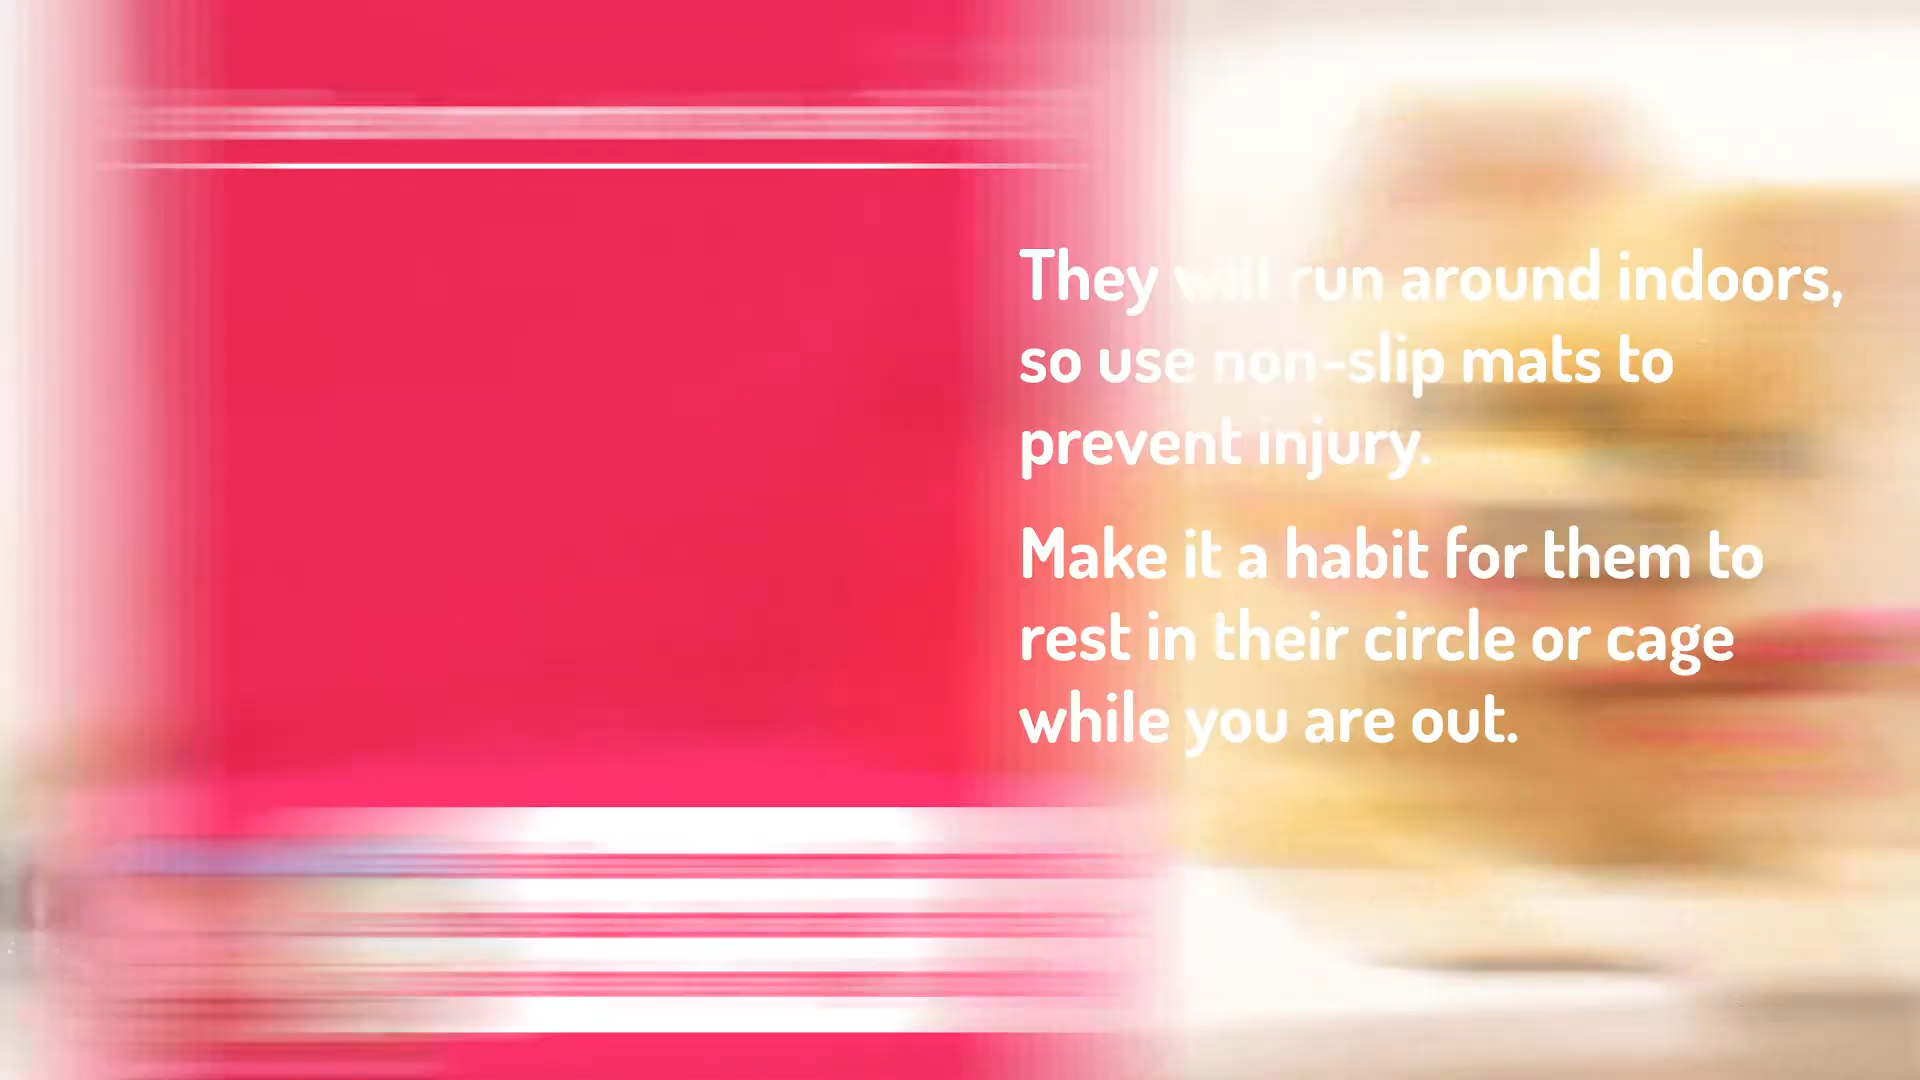 They will run around indoors,
so use non-slip mats to
prevent injury.
Make it a habit for them to
rest in their circle or cage
while you are out.